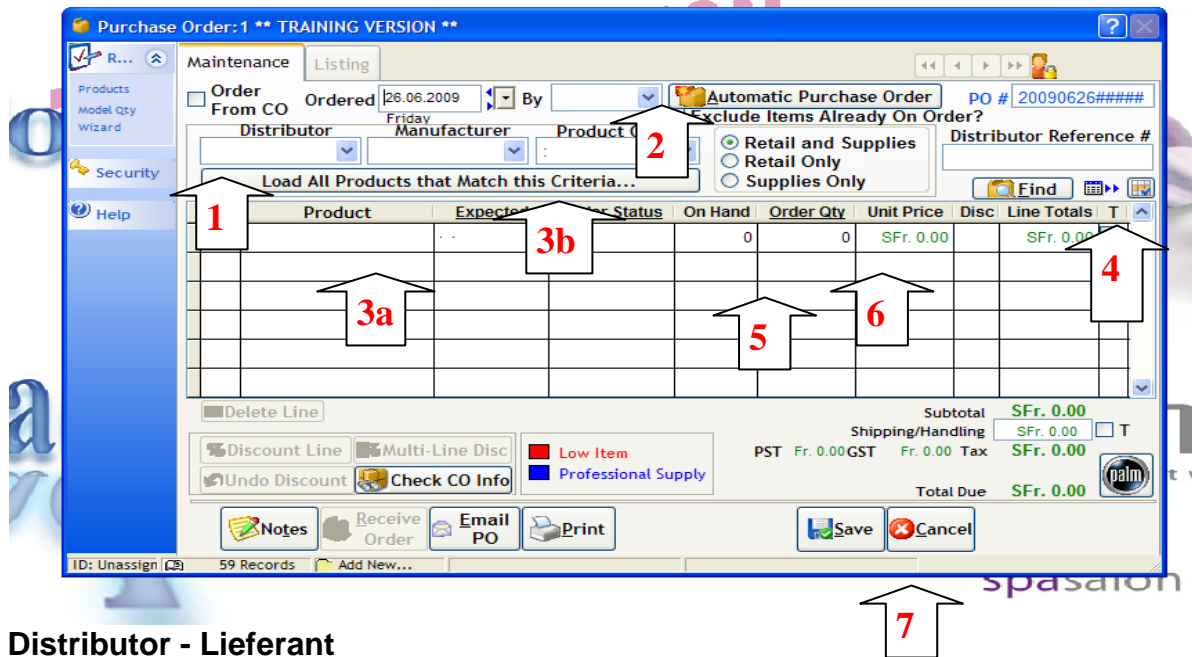 Purchase Order:1 ** TRAINING VERSION **
R...
Maintenance Listing
Products
Model Qty
Wizard
Security
Help
Order From CO Ordered 26.06.2009 By Automatic Purchase Order PO # 20090626#####
Friday
Exclude Items Already On Order?
Distributor Manufacturer Product
2
Retail and Supplies
Retail Only
Supplies Only
Distributor Reference #
:
Load All Products that Match this Criteria...
Find
1
Product Expected Status On Hand Order Qty Unit Price Disc Line Totals T
3b
0 0 SFr. 0.00 SFr. 0.00
4
3a
5
6
Delete Line
Subtotal SFr. 0.00
Shipping/Handling SFr. 0.00 T
Discount Line Multi-Line Disc
Low Item
PST Fr. 0.00 GST Fr. 0.00 Tax SFr. 0.00
Undo Discount Check CO Info
Professional Supply
palm
Total Due SFr. 0.00
Notes Receive Order Email PO Print Save Cancel
ID: Unassign 59 Records Add New...
spasalon
7
Distributor - Lieferant